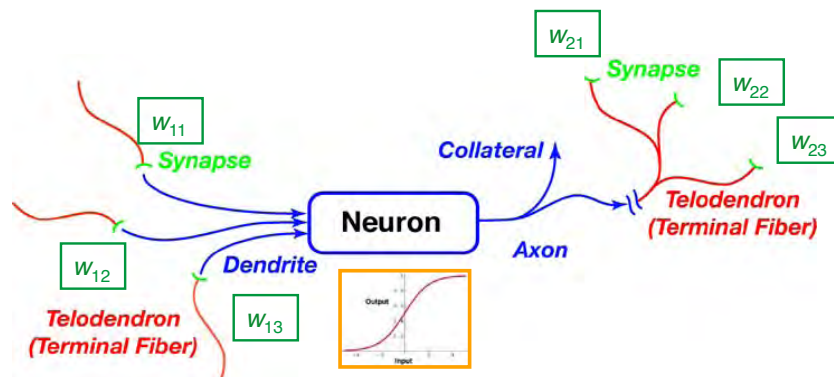 w21
Synapse
w22
w11
w23
Synapse
Collateral
Neuron
Telodendron
(Terminal Fiber)
Axon
Dendrite
w12
Output
w13
Telodendron
(Terminal Fiber)
Input